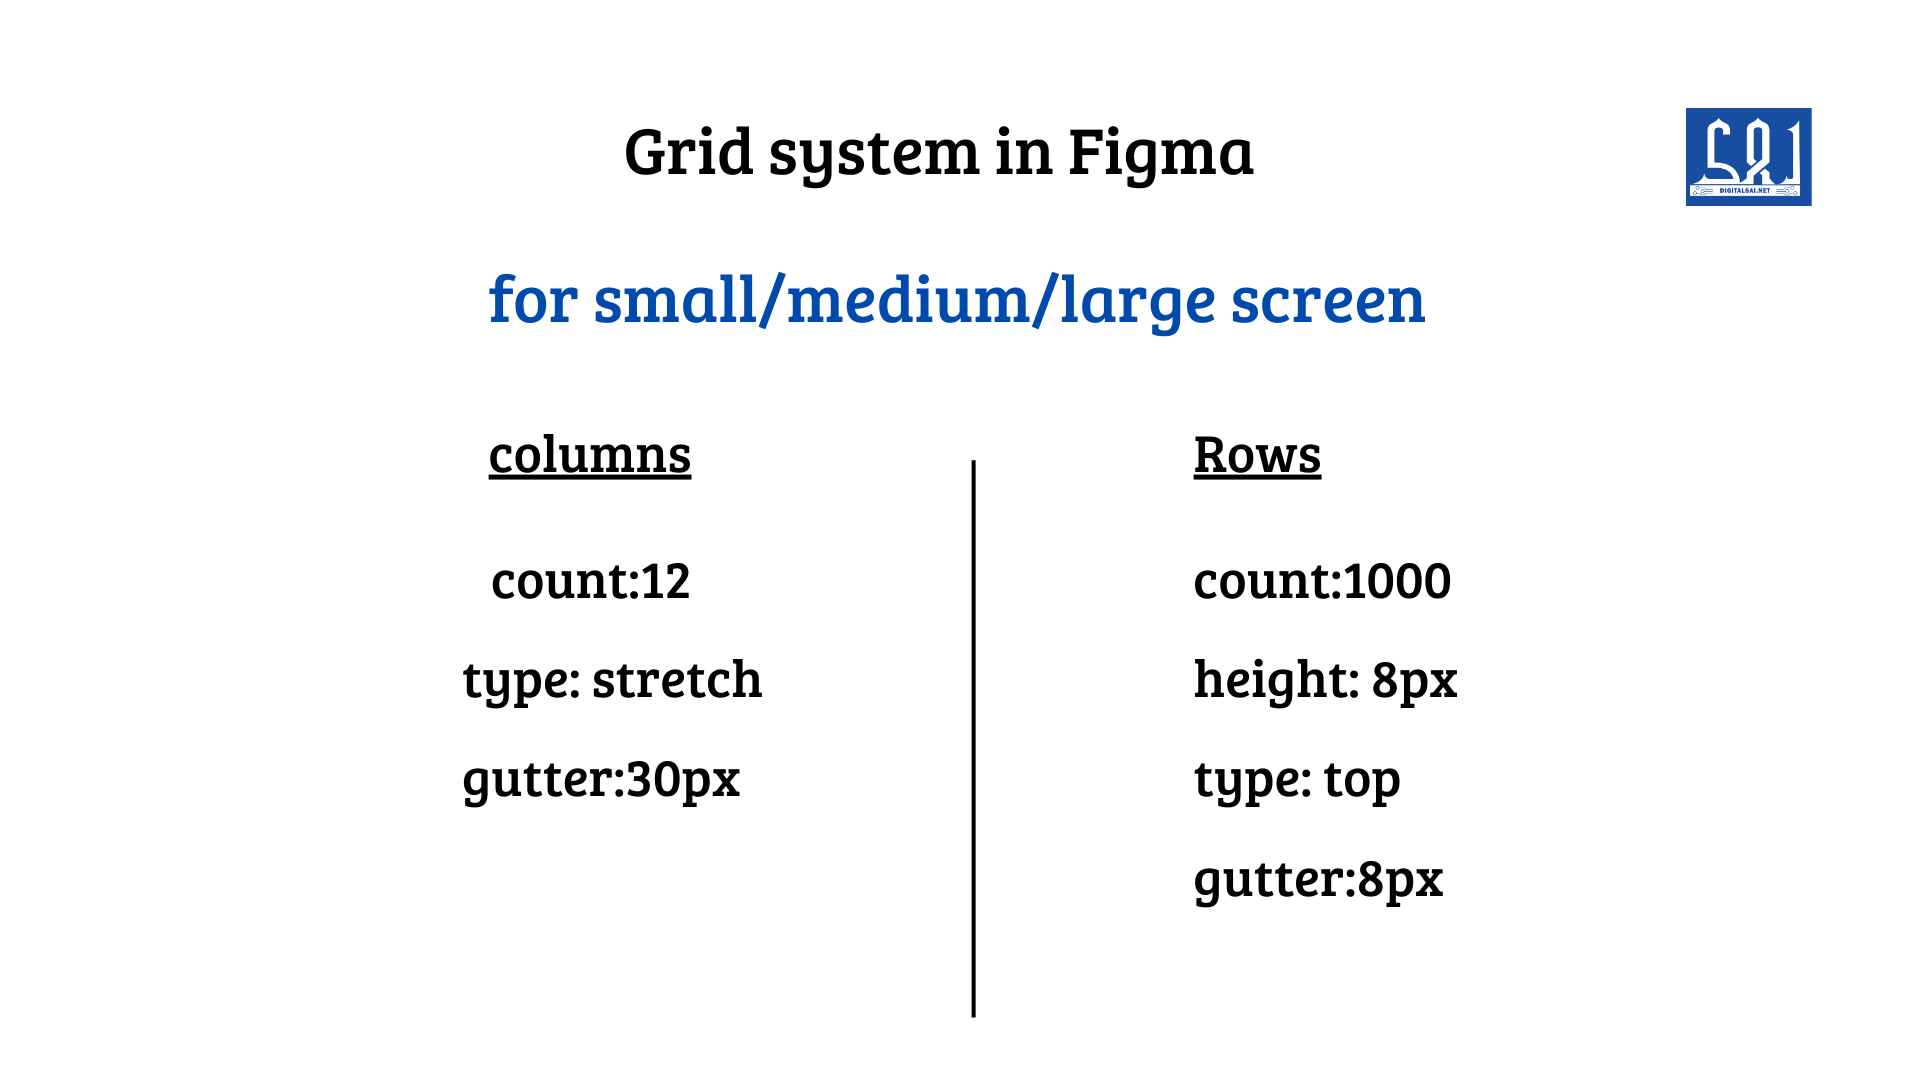 Grid system in Figma
DIGITALSAI.NET
for small/medium/large screen
columns
count:12
type: stretch
gutter:30px
Rows
count:1000
height: 8px
type: top
gutter:8px